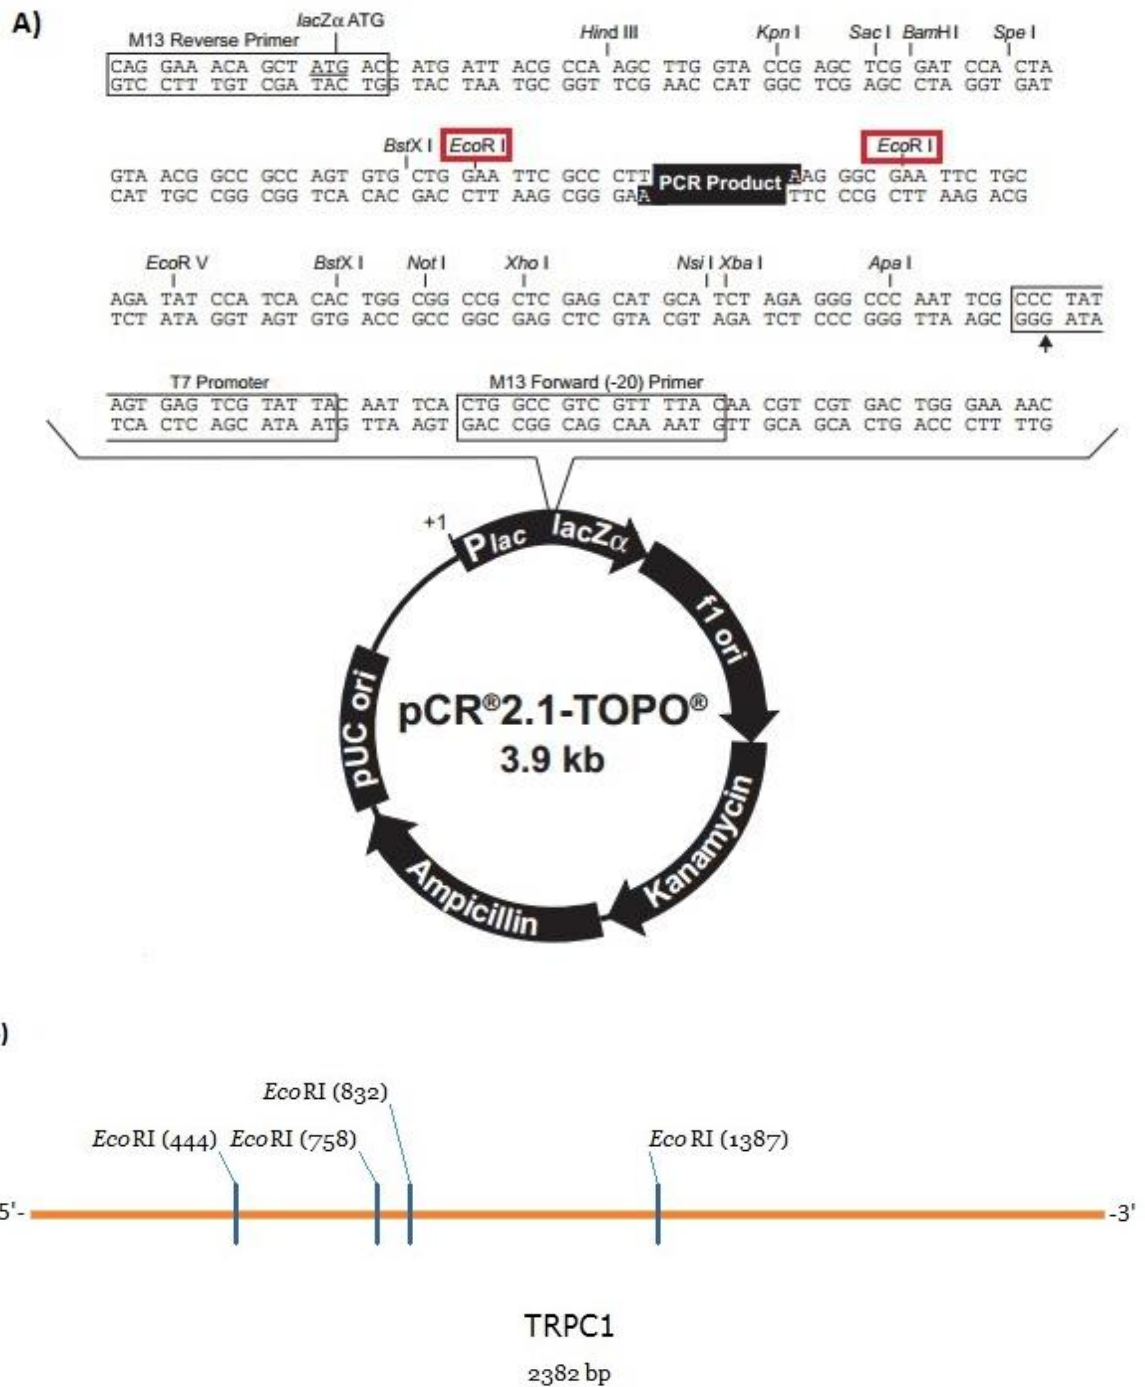 A)
lacZα ATG
M13 Reverse Primer
Hind III Kpn I Sac I BamH I Spe I
CAG GAA ACA GCT ATG ACC ATG ATT ACG CCA AGC TTG GTA CCG AGC TCG GAT CCA CTA
GTC CTT TGT CGA TAC TGG TAC TAA TGC GGT TCG AAC CAT GGC TCG AGC CTA GGT GAT
BstX I EcoR I EcoR I
GTA ACG GCC GCC AGT GTG CTG GAA TTC GCC CTT PCR Product AAG GGC GAA TTC TGC
CAT TGC CGG CGG TCA CAC GAC CTT AAG CGG GAA TTC CCG CTT AAG ACG
EcoR V BstX I Not I Xho I Nsi I Xba I Apa I
AGA TAT CCA TCA CAC TGG CGG CCG CTC GAG CAT GCA TCT AGA GGG CCC AAT TCG CCC TAT
TCT ATA GGT AGT GTG ACC GCC GGC GAG CTC GTA CGT AGA TCT CCC GGG TTA AGC GGG ATA
T7 Promoter M13 Forward (-20) Primer
AGT GAG TCG TAT TAC AAT TCA CTG GCC GTC GTT TTA CAA CGT CGT GAC TGG GAA AAC
TCA CTC AGC ATA ATG TTA AGT GAC CGG CAG CAA AAT GTT GCA GCA CTG ACC CTT TTG
+1
Plac lacZα
f1 ori
Kanamycin
Ampicillin
pUC ori
pCR®2.1-TOPO®
3.9 kb
)
EcoRI (832)
EcoRI (444) EcoRI (758) EcoRI (1387)
5'- -3'
TRPC1
2382 bp